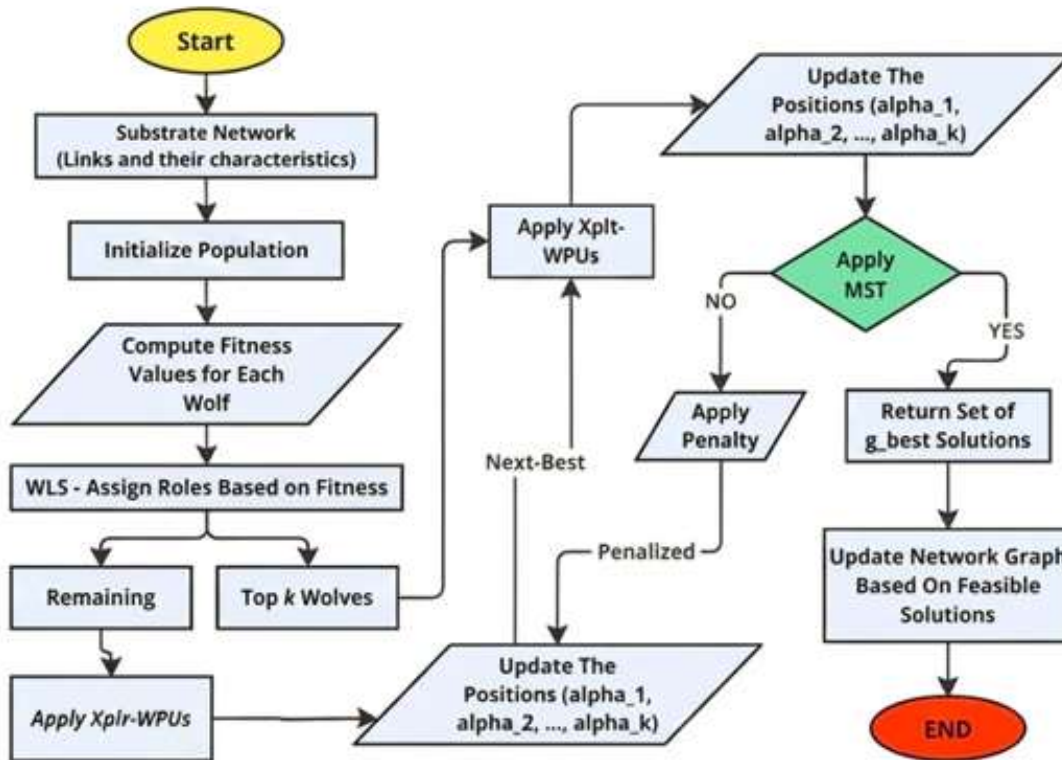 Start
Substrate Network
(Links and their characteristics)
Initialize Population
Compute Fitness
Values for Each
Wolf
WLS - Assign Roles Based on Fitness
Remaining
Top k Wolves
Apply Xplr-WPUs
Update The
Positions (alpha_1,
alpha_2, ..., alpha_k)
Next-Best
Apply Xplt-
WPUs
Update The
Positions (alpha_1,
alpha_2, ..., alpha_k)
Apply
MST
NO
YES
Apply
Penalty
Penalized
Return Set of
g_best Solutions
Update Network Graph
Based On Feasible
Solutions
END